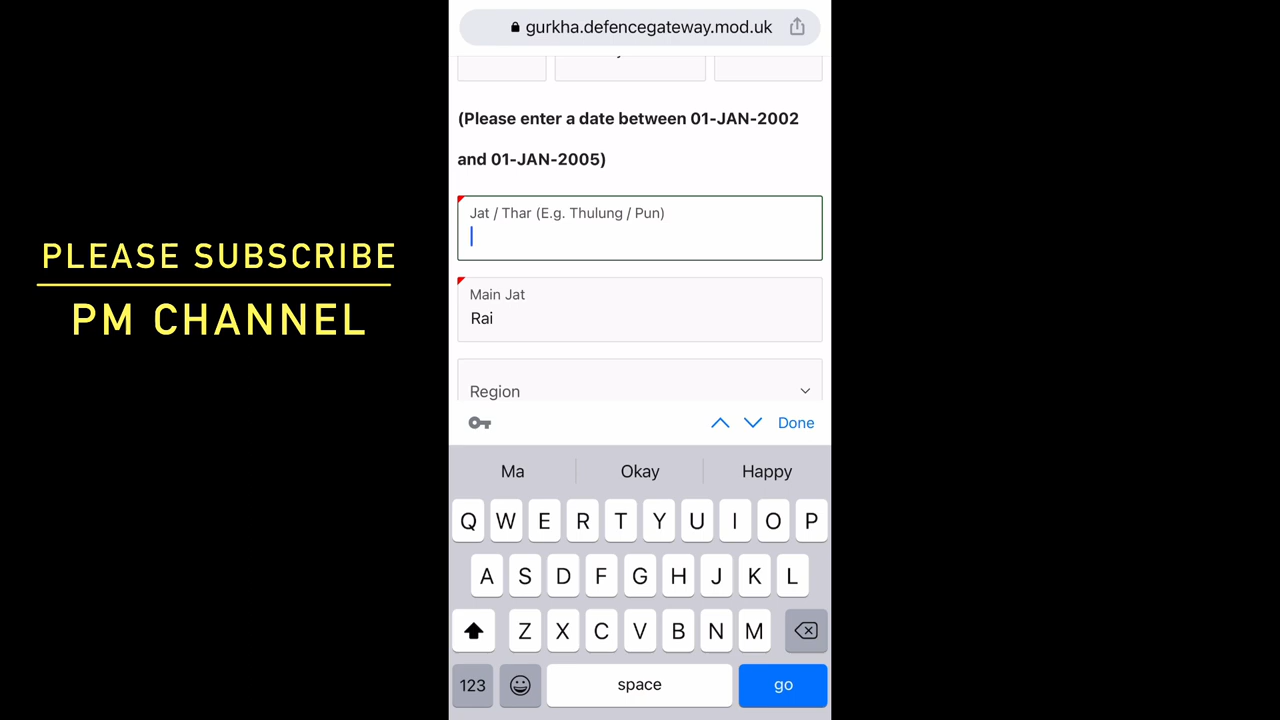 gurkha.defencegateway.mod.uk
(Please enter a date between 01-JAN-2002
and 01-JAN-2005)
Jat / Thar (E.g. Thulung / Pun)
Main Jat
Rai
Region
Done
Ma Okay Happy
Q W E R T Y U I O P
A S D F G H J K L
Z X C V B N M
123 space go
PLEASE SUBSCRIBE
PM CHANNEL